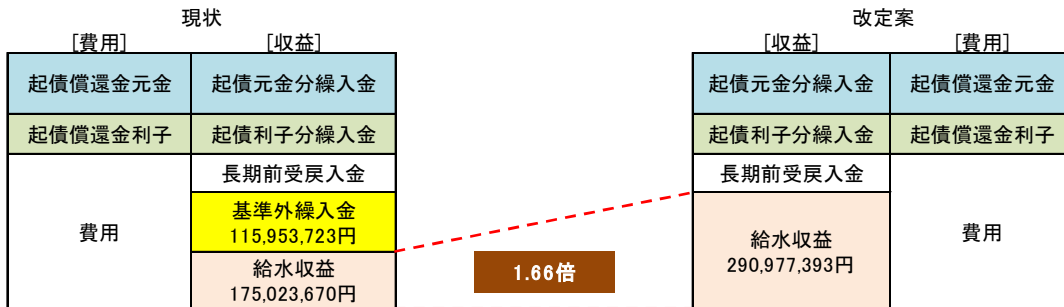 現状
[費用] [収益]
起債償還金元金 起債元金分繰入金
起債償還金利子 起債利子分繰入金
費用
長期前受戻入金
基準外繰入金
115,953,723円
給水収益
175,023,670円
1.66倍
改定案
[収益] [費用]
起債元金分繰入金 起債償還金元金
起債利子分繰入金 起債償還金利子
長期前受戻入金
給水収益
290,977,393円
費用